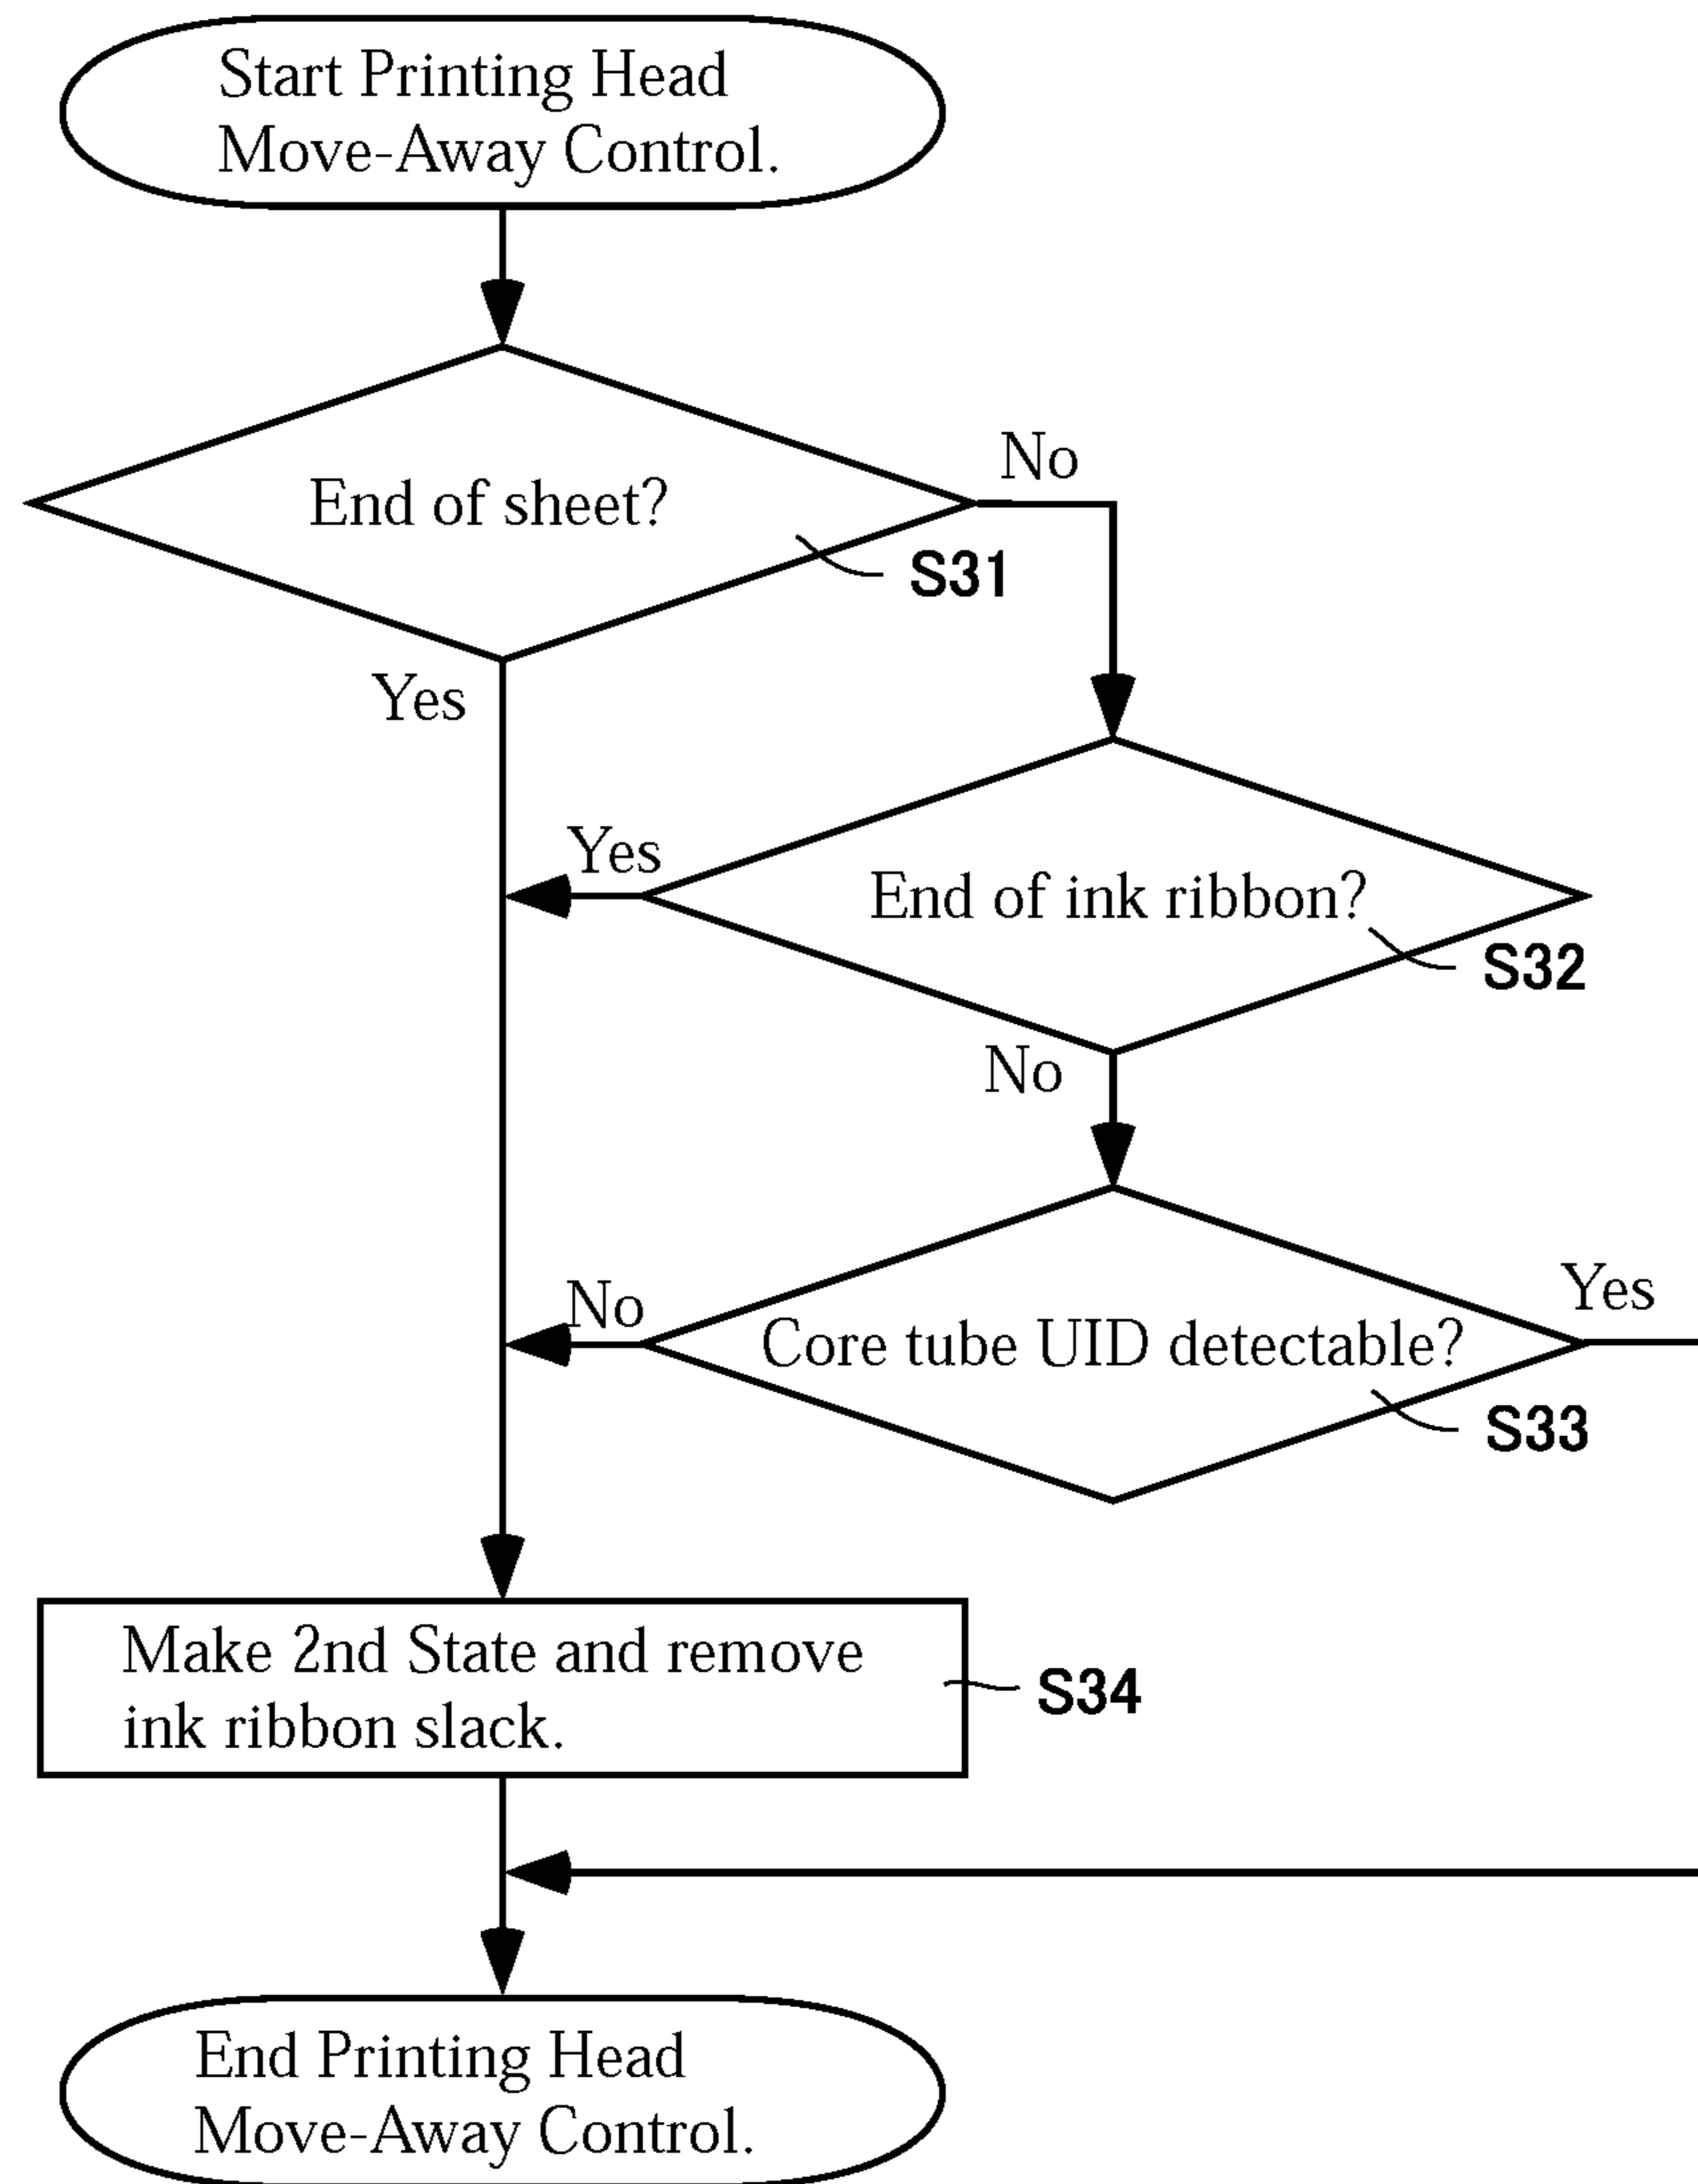 Start Printing Head
Move-Away Control.
No
End of sheet?
S31
Yes
Yes
End of ink ribbon?
S32
No
Yes
No
Core tube UID detectable?
S33
Make 2nd State and remove
ink ribbon slack.
S34
End Printing Head
Move-Away Control.